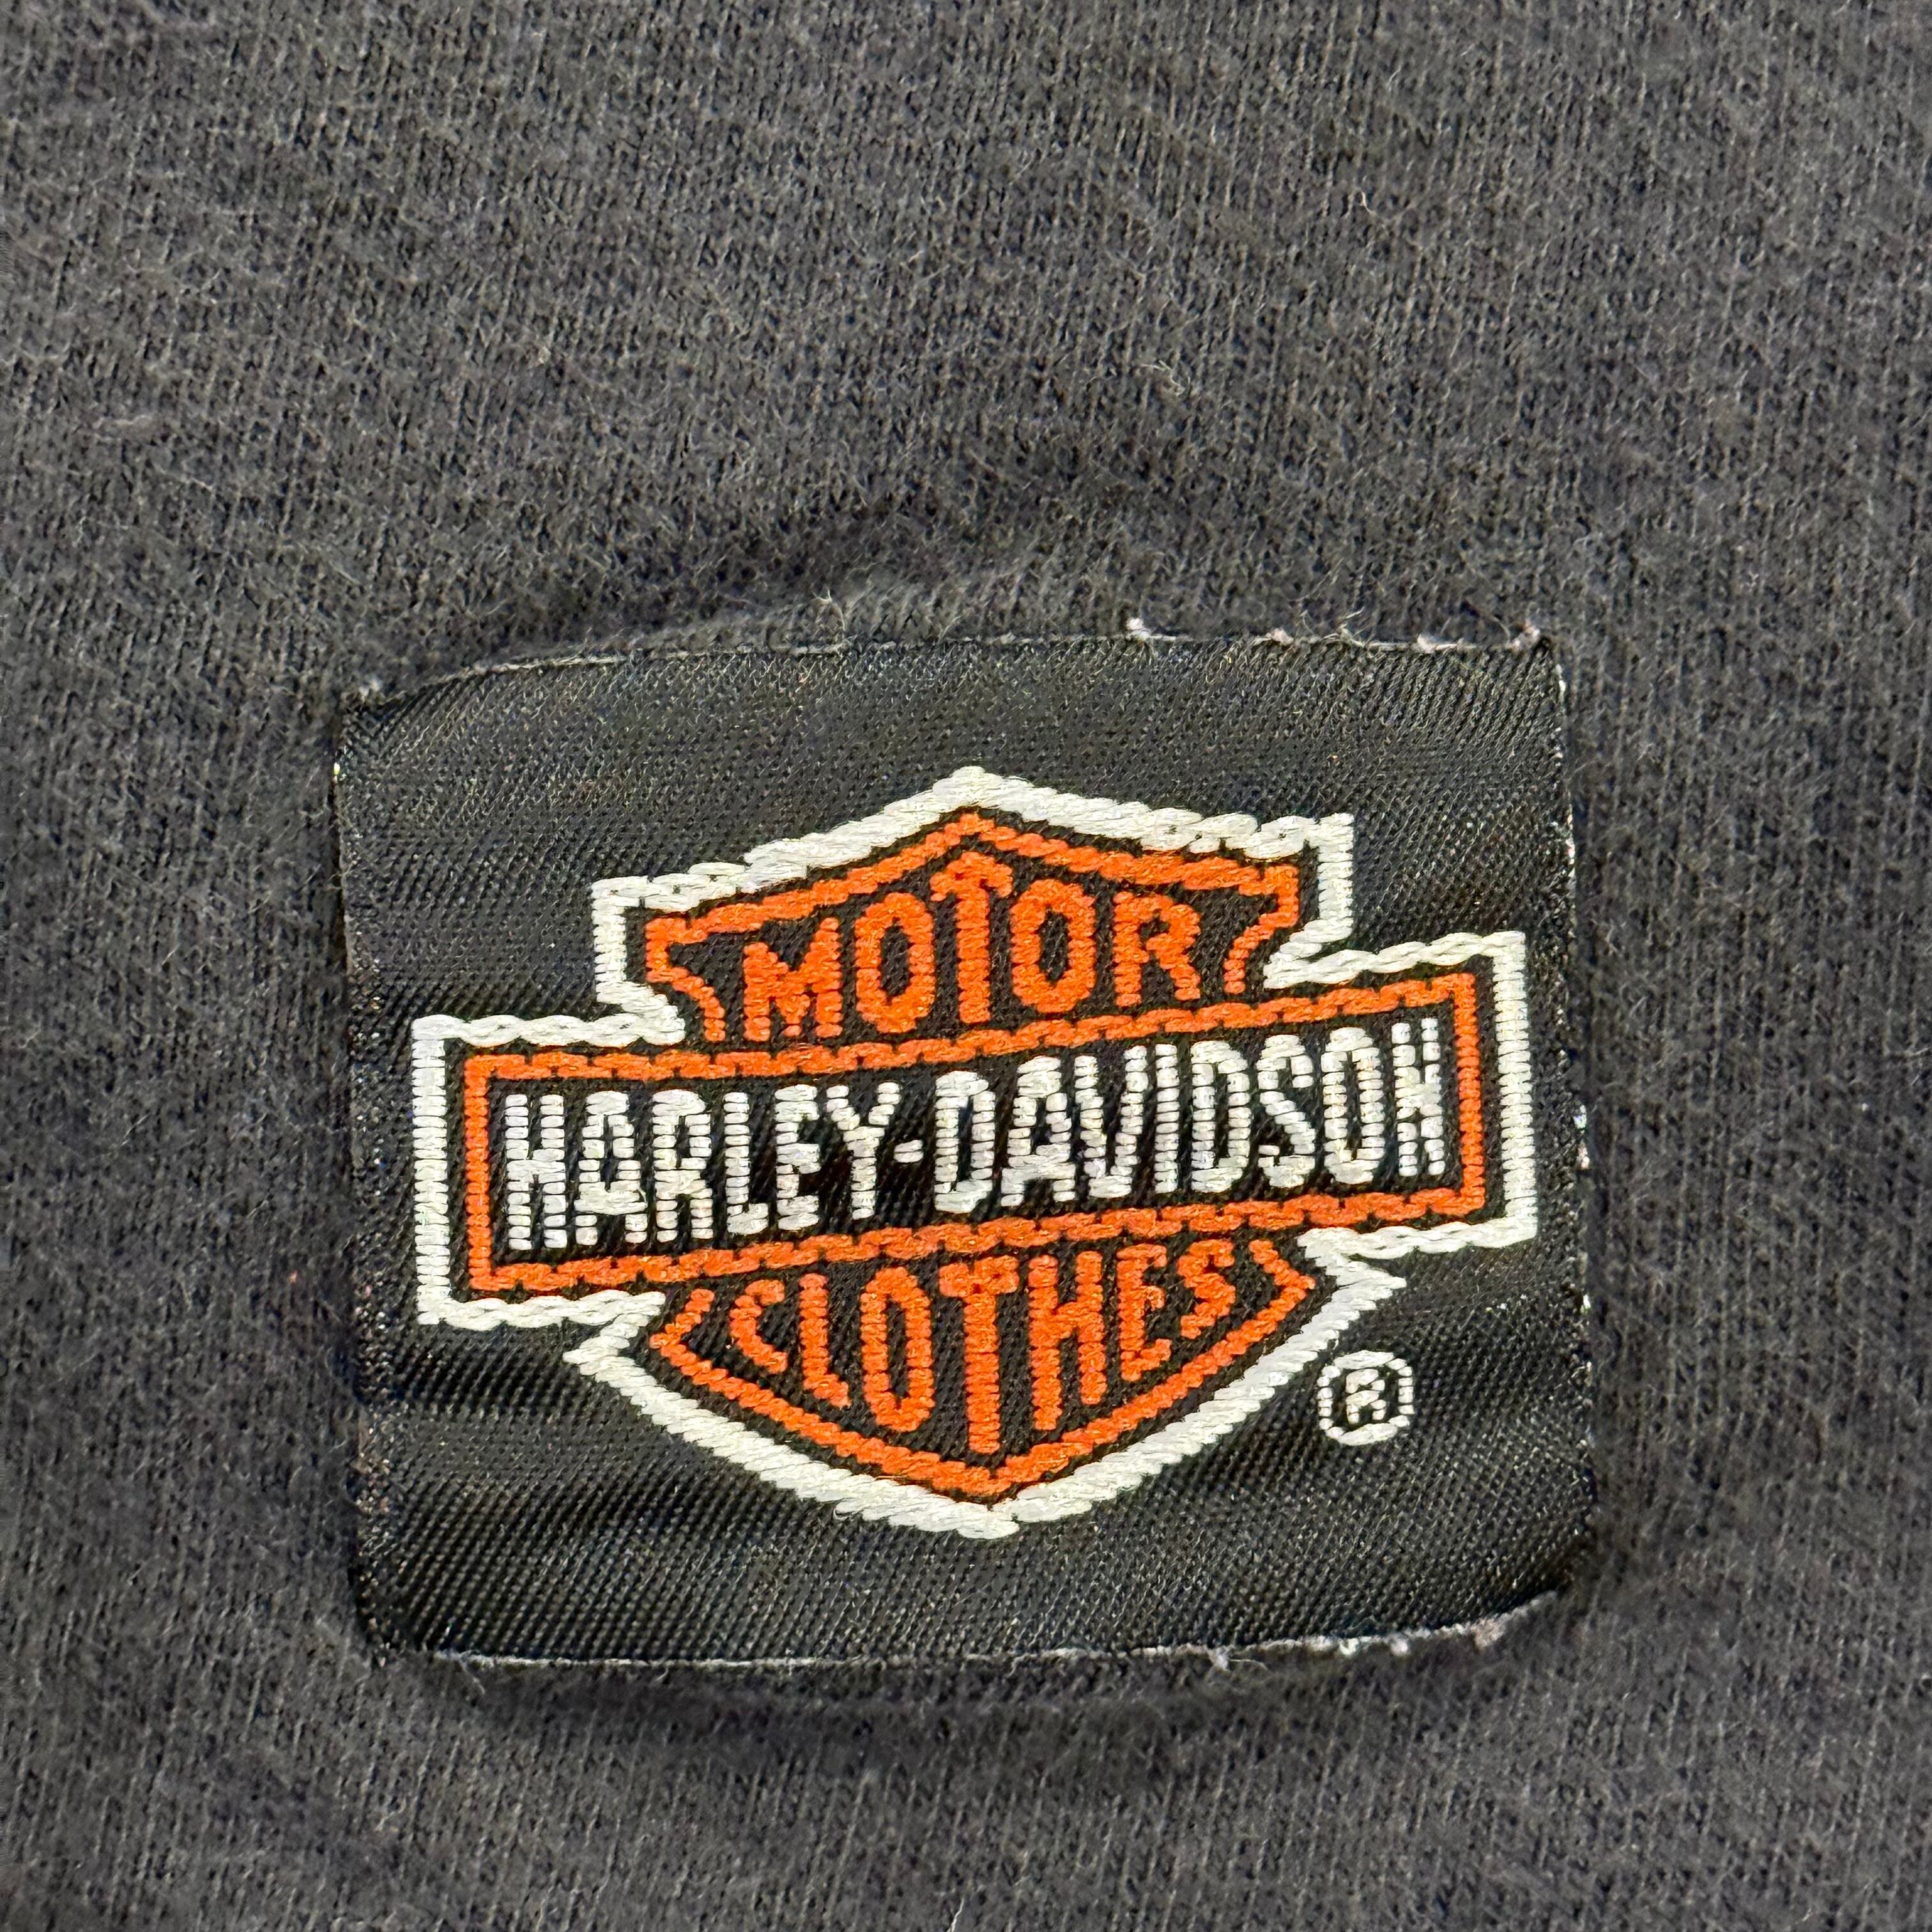 MOTOR
HARLEY-DAVIDSON
CLOTHES
®